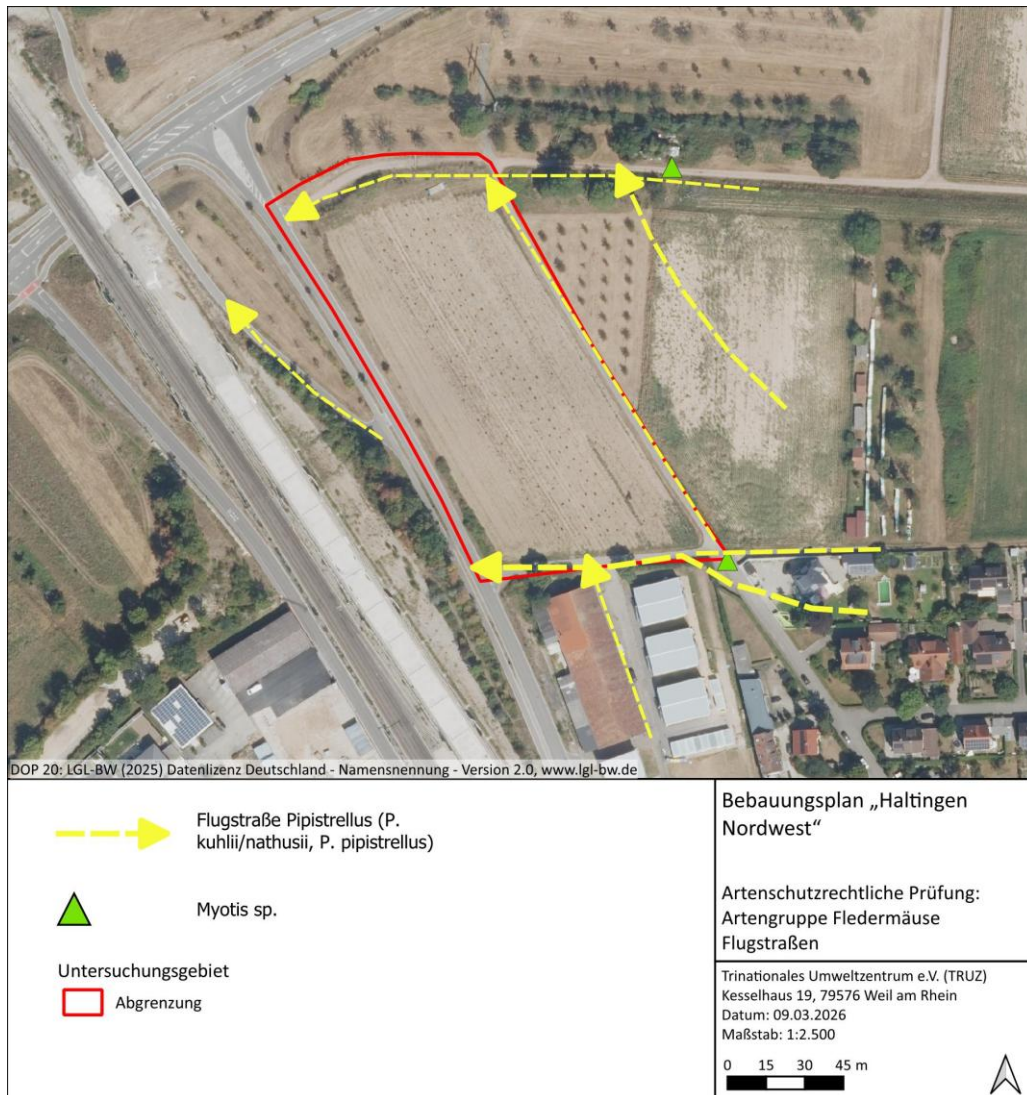 DOP 20: LGL-BW (2025) Datenlizenz Deutschland - Namensnennung - Version 2.0, www.lgl-bw.de
Flugstraße Pipistrellus (P.
kuhlii/nathusii, P. pipistrellus)
Myotis sp.
Untersuchungsgebiet
Abgrenzung
Bebauungsplan „Haltingen
Nordwest“
Artenschutzrechtliche Prüfung:
Artengruppe Fledermäuse
Flugstraßen
Trinationales Umweltzentrum e.V. (TRUZ)
Kesselhaus 19, 79576 Weil am Rhein
Datum: 09.03.2026
Maßstab: 1:2.500
0 15 30 45 m